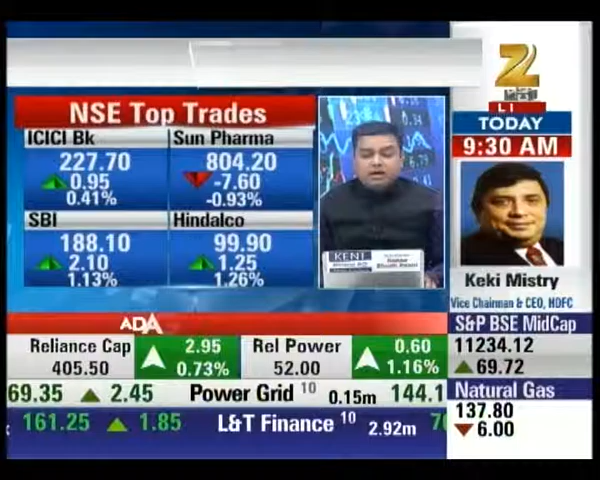 NSE Top Trades
ICICI Bk
227.70
0.95
0.41%
Sun Pharma
804.20
-7.60
-0.93%
SBI
188.10
2.10
1.13%
Hindalco
99.90
1.25
1.26%
TODAY
9:30 AM
Keki Mistry
Vice Chairman & CEO, HDFC
S&P BSE MidCap
11234.12
69.72
Natural Gas
137.80
6.00
ADA
Reliance Cap
405.50
2.95
0.73%
Rel Power
52.00
0.60
1.16%
69.35 2.45 Power Grid 10 0.15m 144.1
161.25 1.85 L&T Finance 10 2.92m